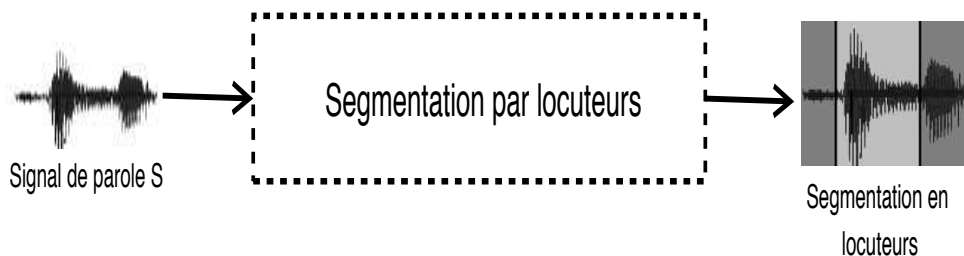 Signal de parole S
Segmentation par locuteurs
Segmentation en
locuteurs